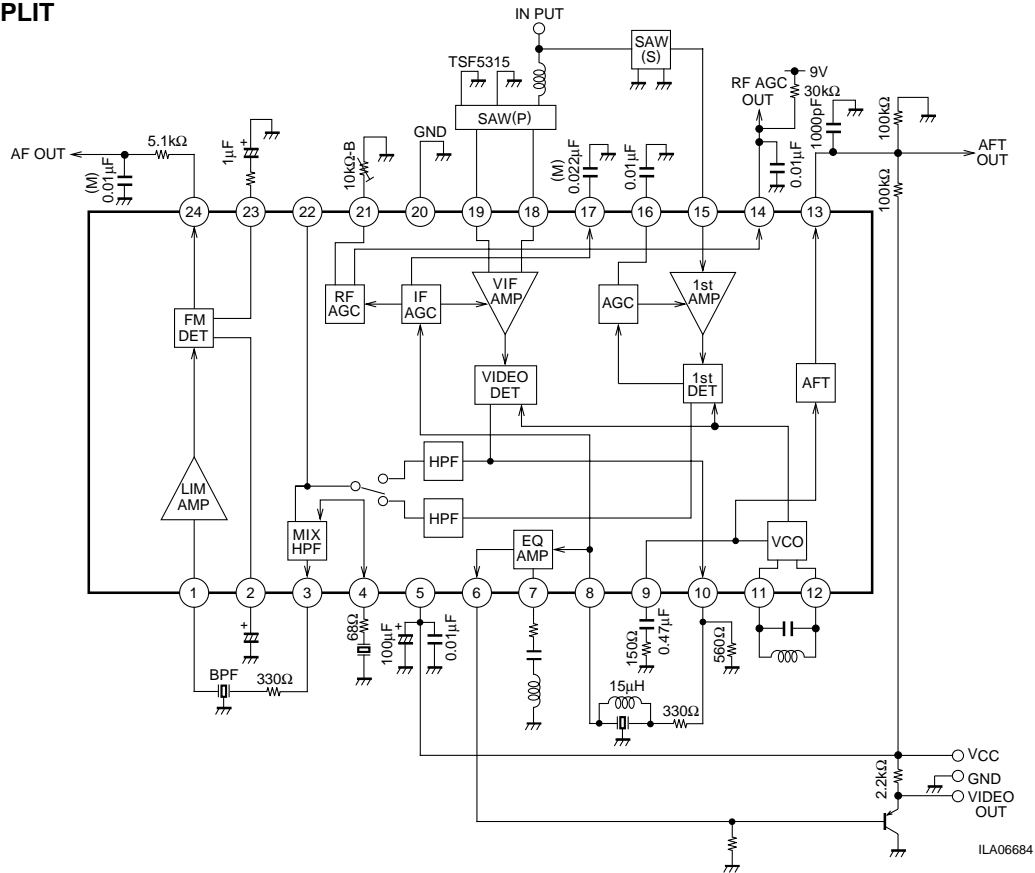 PLIT
IN PUT
SAW
(S)
TSF5315
SAW(P)
GND
RF AGC
OUT
9V
30kΩ
1000pF
100kΩ
AF OUT
5.1kΩ
(M)
0.01μF
1μF
+
10kΩ-B
(M)
0.022μF
0.01μF
0.01μF
AFT
OUT
100kΩ
24
23
22
21
20
19
18
17
16
15
14
13
RF
AGC
IF
AGC
VIF
AMP
AGC
1st
AMP
FM
DET
VIDEO
DET
1st
DET
AFT
HPF
LIM
AMP
HPF
MIX
HPF
EQ
AMP
VCO
1
2
3
4
5
6
7
8
9
10
11
12
+
68Ω
100μF
+
0.01μF
150Ω
0.47μF
560Ω
BPF
330Ω
15μH
330Ω
VCC
2.2kΩ
GND
VIDEO
OUT
ILA06684